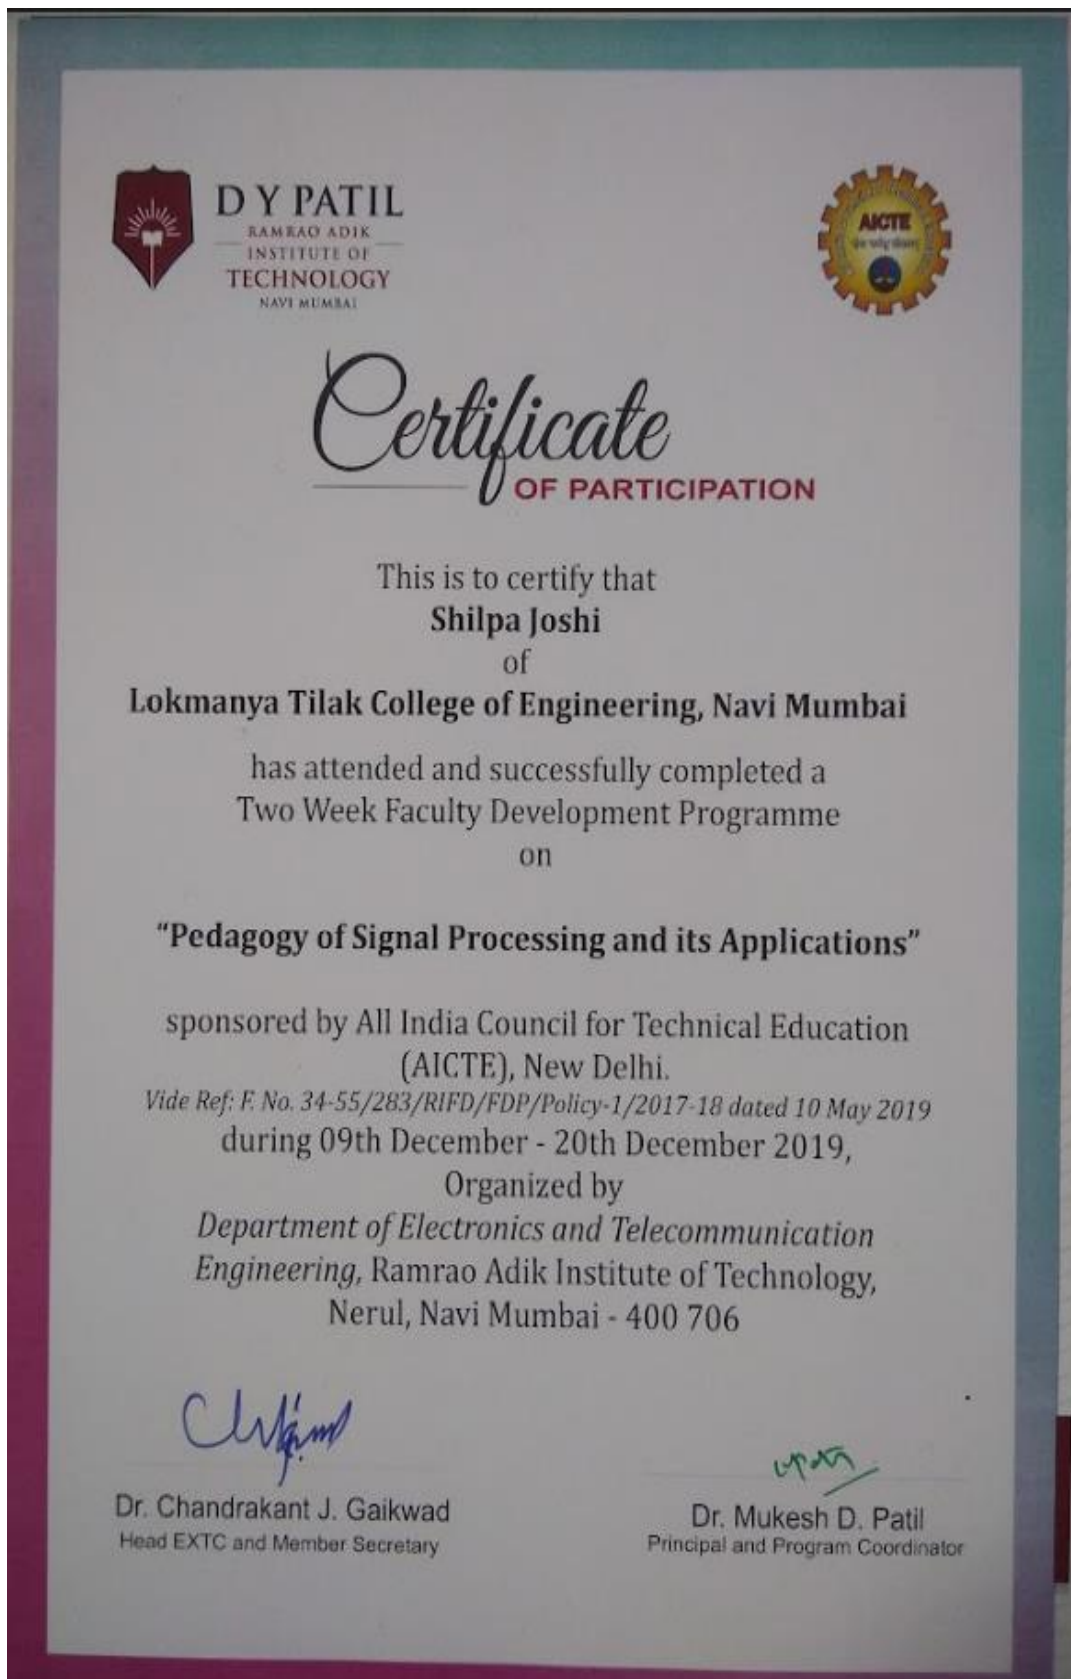 D Y PATIL
RAMRAO ADIK
INSTITUTE OF
TECHNOLOGY
NAVI MUMBAI
AICTE
Certificate
OF PARTICIPATION
This is to certify that
Shilpa Joshi
of
Lokmanya Tilak College of Engineering, Navi Mumbai
has attended and successfully completed a
Two Week Faculty Development Programme
on
“Pedagogy of Signal Processing and its Applications”
sponsored by All India Council for Technical Education
(AICTE), New Delhi.
Vide Ref: F. No. 34-55/283/RIFD/FDP/Policy-1/2017-18 dated 10 May 2019
during 09th December - 20th December 2019,
Organized by
Department of Electronics and Telecommunication
Engineering, Ramrao Adik Institute of Technology,
Nerul, Navi Mumbai - 400 706
Dr. Chandrakant J. Gaikwad
Head EXTC and Member Secretary
Dr. Mukesh D. Patil
Principal and Program Coordinator